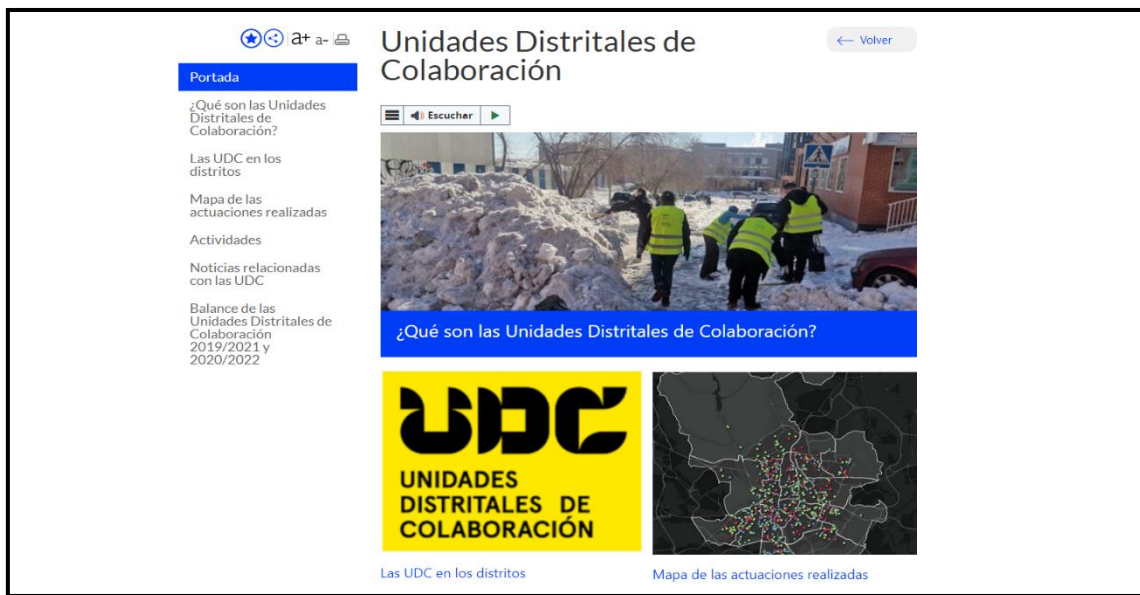 a+ a-
Portada
¿Qué son las Unidades
Distritales de
Colaboración?
Las UDC en los
distritos
Mapa de las
actuaciones realizadas
Actividades
Noticias relacionadas
con las UDC
Balance de las
Unidades Distritales de
Colaboración
2019/2021 y
2020/2022
Unidades Distritales de
Colaboración
Volver
Escuchar
¿Qué son las Unidades Distritales de Colaboración?
UDC
UNIDADES
DISTRITALES DE
COLABORACIÓN
Las UDC en los distritos
Mapa de las actuaciones realizadas